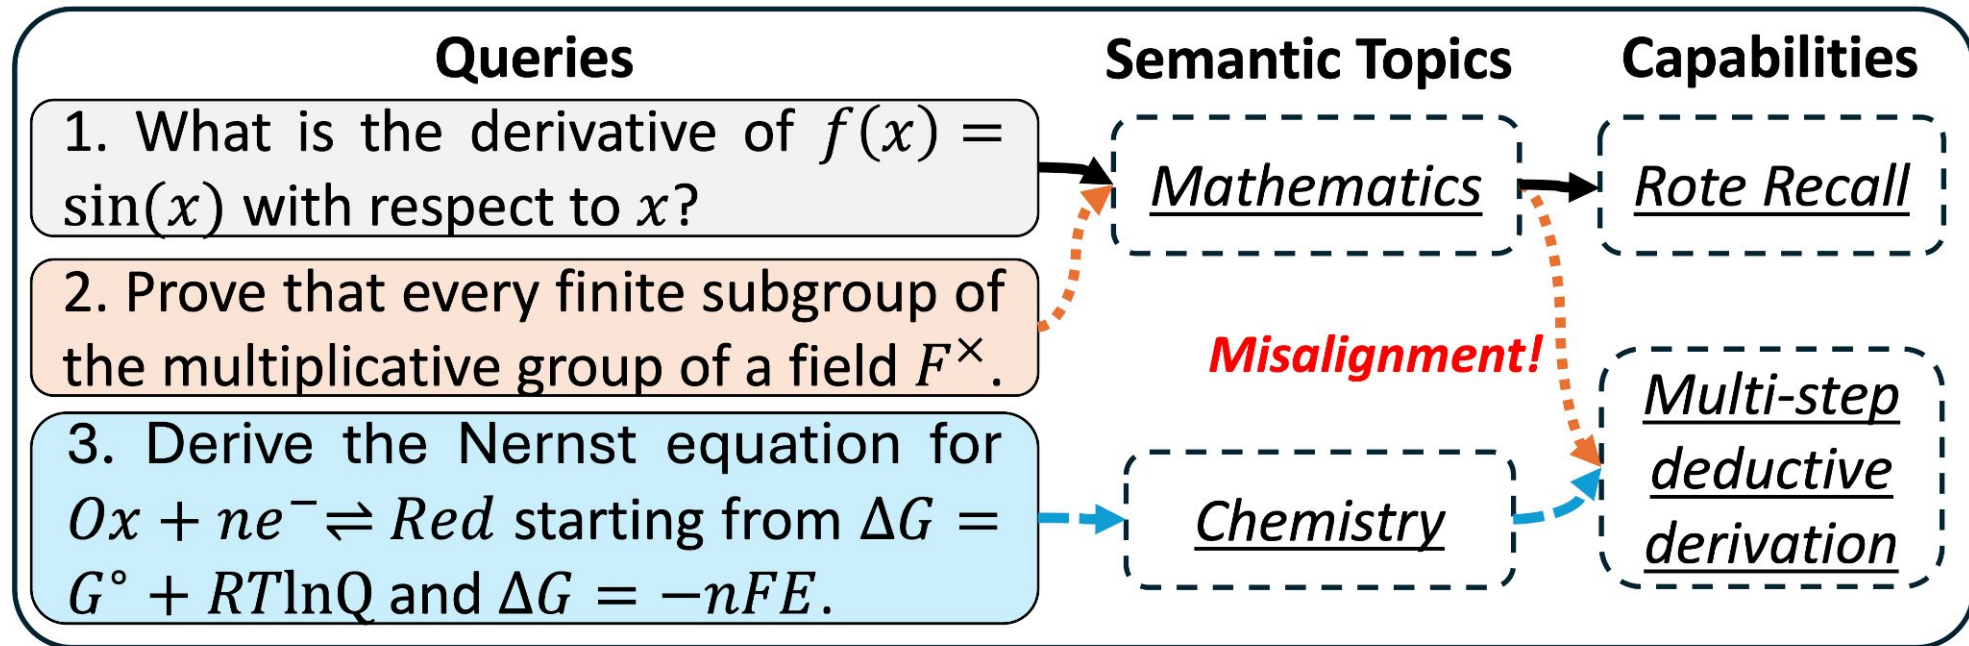 Queries
Semantic Topics
Capabilities
1. What is the derivative of f(x) =
sin(x) with respect to x?
Mathematics
Rote Recall
2. Prove that every finite subgroup of
the multiplicative group of a field F×.
Misalignment!
3. Derive the Nernst equation for
Ox + ne⁻ ⇌ Red starting from ΔG =
G° + RTlnQ and ΔG = −nFE.
Chemistry
Multi-step
deductive
derivation